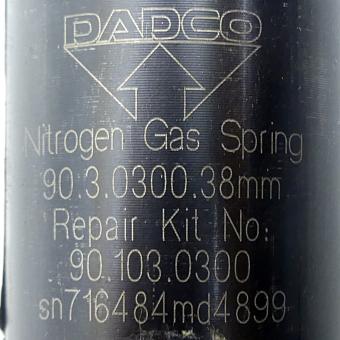 DADCO
Nitrogen Gas Spring
90.3.0300.38mm
Repair Kit No:
90.103.0300
sn716484md4899